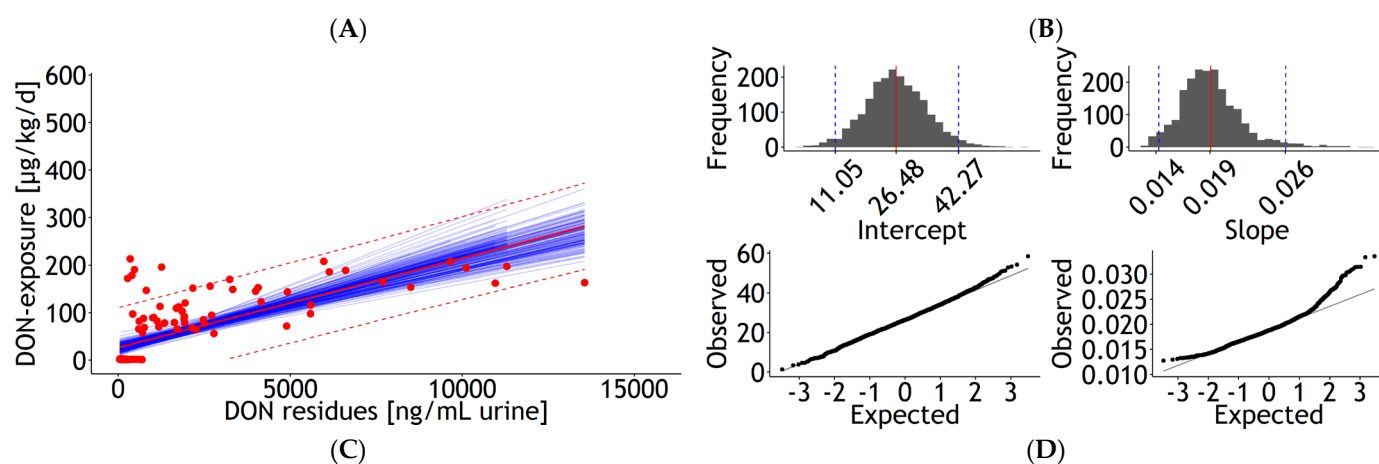 (A)
(B)
DON-exposure [µg/kg/d]
600
500
400
300
200
100
0
0
5000
10000
15000
DON residues [ng/mL urine]
Frequency
200
100
0
11.05
26.48
42.27
Intercept
Frequency
200
100
0
0.014
0.019
0.026
Slope
Observed
60
40
20
0
-3 -2 -1 0 1 2 3
Expected
Observed
0.030
0.025
0.020
0.015
0.010
-3 -2 -1 0 1 2 3
Expected
(C)
(D)